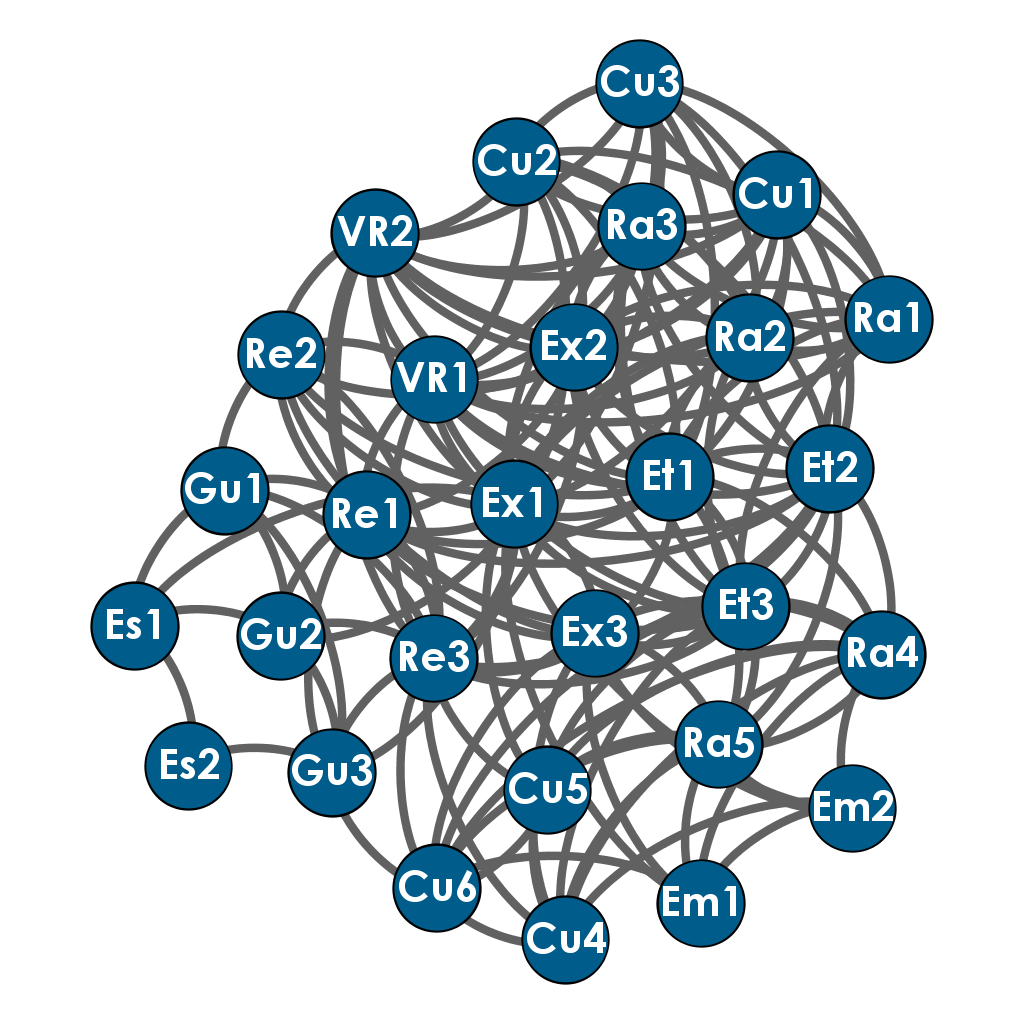 Cu3
Cu2
Cu1
VR2
Ra3
Ra1
Re2
Ex2
Ra2
VR1
Gu1
Et1
Et2
Re1
Ex1
Es1
Gu2
Ex3
Et3
Re3
Ra4
Es2
Gu3
Ra5
Cu5
Em2
Cu6
Em1
Cu4